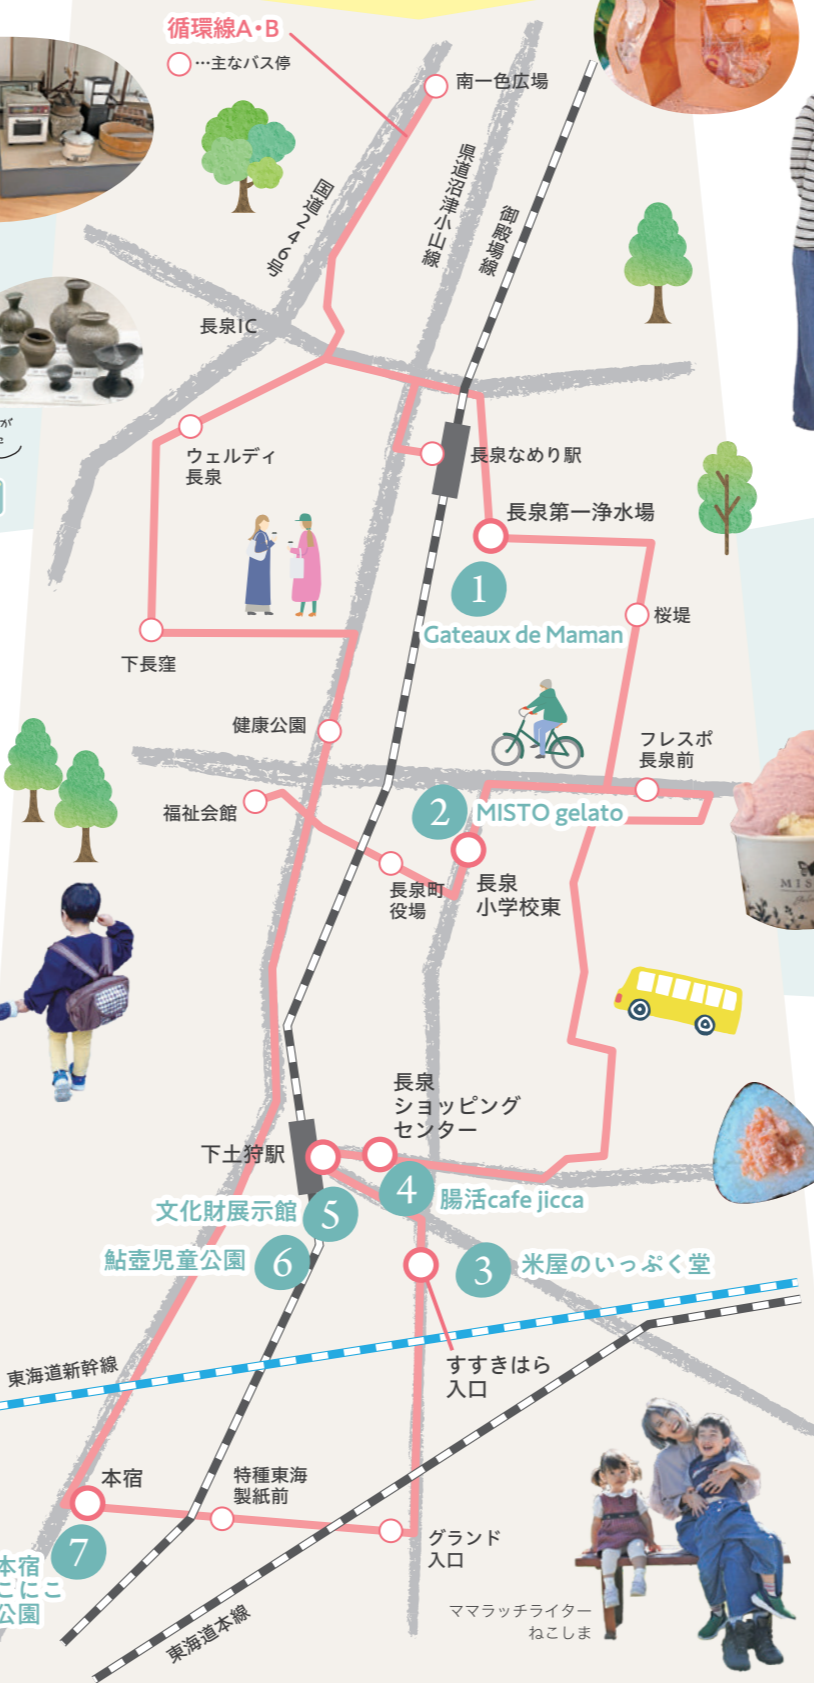 循環線A・B
…主なバス停
南一色広場
国道246号
県道沼津小山線
御殿場線
長泉IC
ウェルディ
長泉
長泉なめり駅
長泉第一浄水場
1
Gateaux de Maman
桜堤
下長窪
健康公園
フレスポ
長泉前
福祉会館
2
MISTO gelato
長泉町
役場
長泉
小学校東
長泉
ショッピング
センター
下土狩駅
4
腸活cafe jicca
文化財展示館
5
鮎壺児童公園
6
3
米屋のいっぷく堂
東海道新幹線
すすきはら
入口
本宿
特種東海
製紙前
7
本宿
こにこ
公園
グランド
入口
東海道本線
ママラッチライター
ねこしま